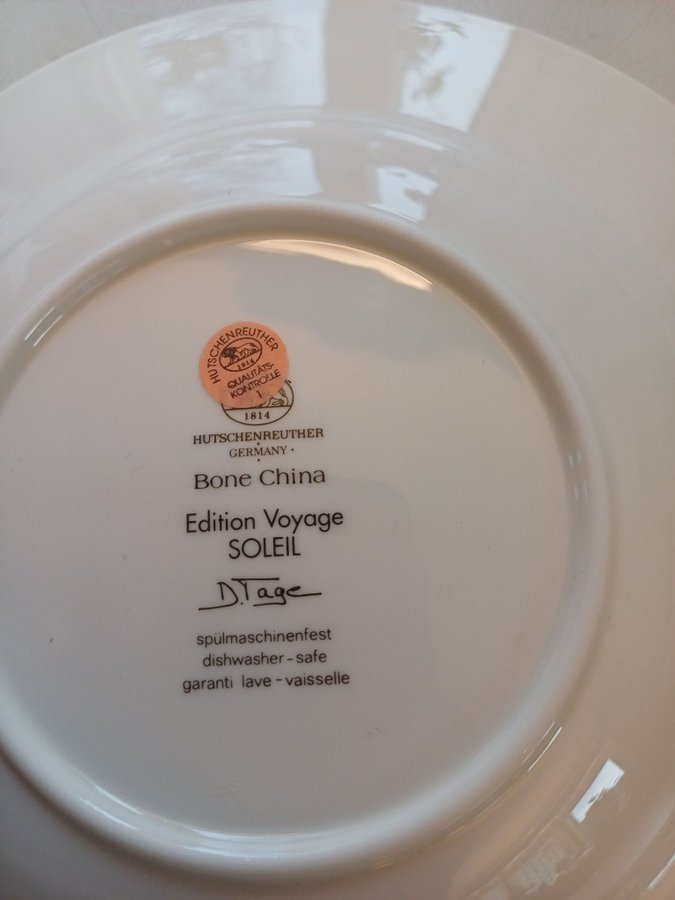 HUTSCHENREUTHER
1814
QUALITÄTS-
KONTROLLE
1
1814
HUTSCHENREUTHER
GERMANY
Bone China
Edition Voyage
SOLEIL
D.Tage
spülmaschinenfest
dishwasher-safe
garanti lave-vaisselle